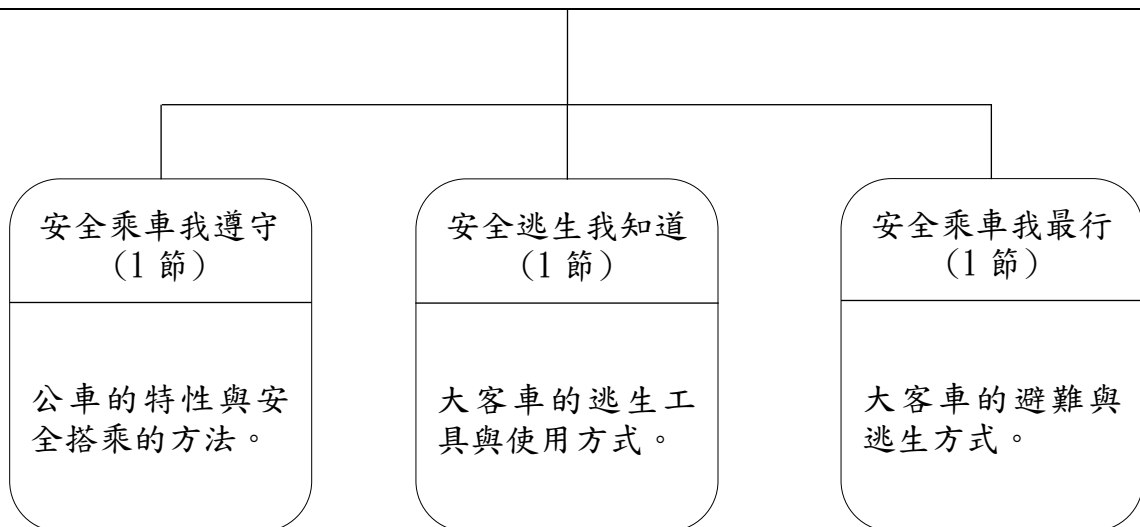 安全乘車我遵守
(1 節)
公車的特性與安
全搭乘的方法。
安全逃生我知道
(1 節)
大客車的逃生工
具與使用方式。
安全乘車我最行
(1 節)
大客車的避難與
逃生方式。